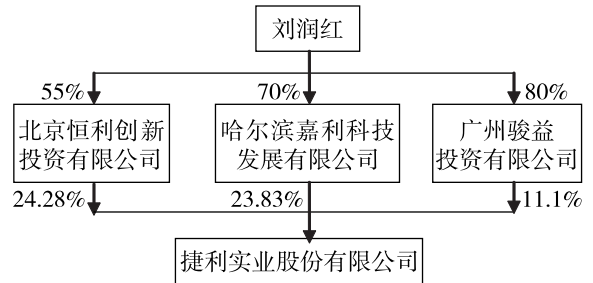 刘润红
55% 70% 80%
北京恒利创新
投资有限公司
哈尔滨嘉利科技
发展有限公司
广州骏益
投资有限公司
24.28% 23.83% 11.1%
捷利实业股份有限公司